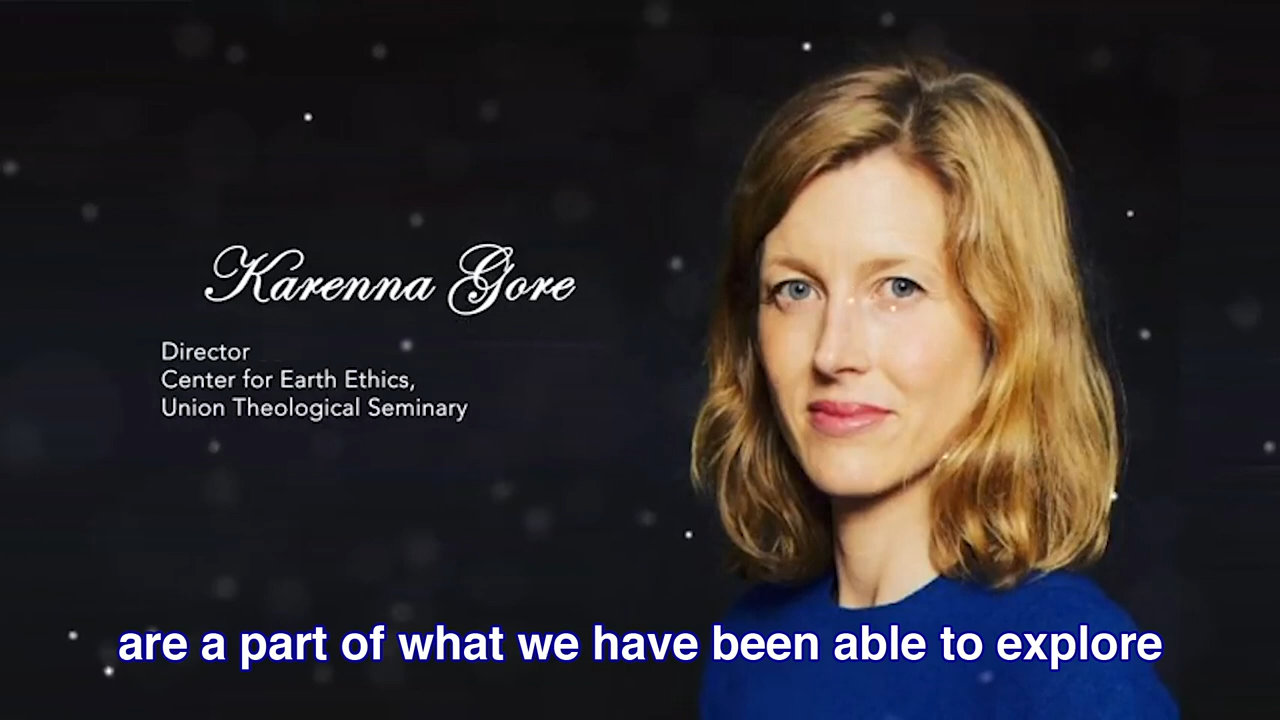 Karenna Gore
Director
Center for Earth Ethics,
Union Theological Seminary
are a part of what we have been able to explore